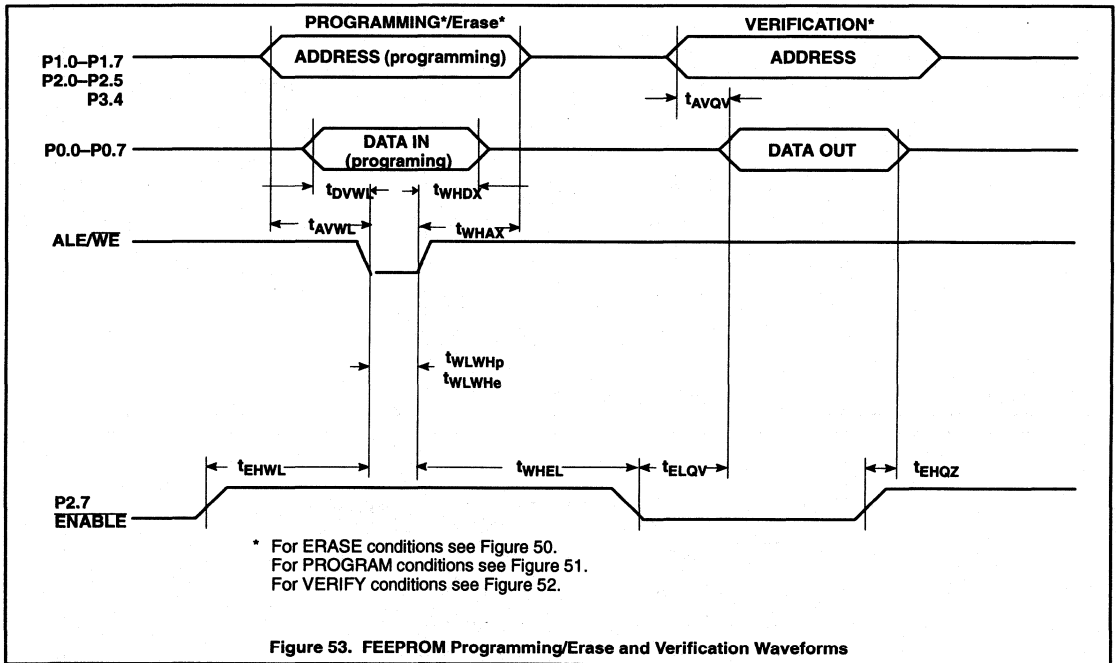 PROGRAMMING*/Erase*
VERIFICATION*
P1.0–P1.7
P2.0–P2.5
P3.4
ADDRESS (programming)
ADDRESS
tAVQV
P0.0–P0.7
DATA IN
(programing)
DATA OUT
tDVWL
tWHDX
tAVWL
tWHAX
ALE/WE
tWLWHp
tWLWHe
tEHWL
tWHEL
tELQV
tEHQZ
P2.7
ENABLE
* For ERASE conditions see Figure 50.
For PROGRAM conditions see Figure 51.
For VERIFY conditions see Figure 52.
Figure 53. FEEPROM Programming/Erase and Verification Waveforms